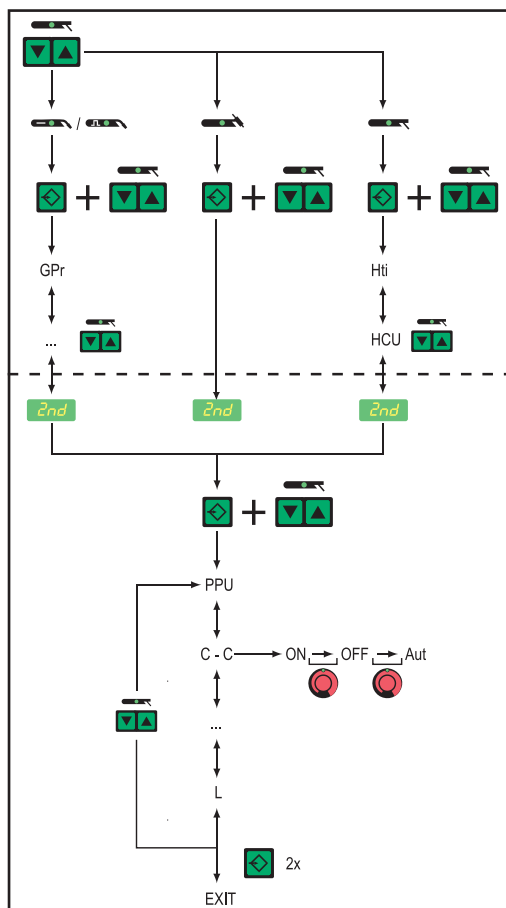 /
+ + +
GPr Hti
... HCU
2nd 2nd 2nd
+
PPU
C - C ON OFF Aut
...
L
2x
EXIT